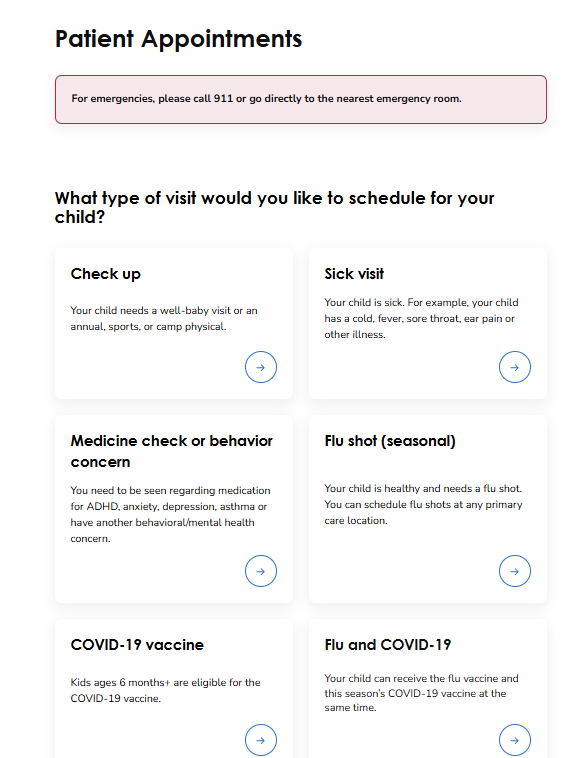 Patient Appointments
For emergencies, please call 911 or go directly to the nearest emergency room.
What type of visit would you like to schedule for your
child?
Check up
Your child needs a well-baby visit or an
annual, sports, or camp physical.
Sick visit
Your child is sick. For example, your child
has a cold, fever, sore throat, ear pain or
other illness.
Medicine check or behavior
concern
You need to be seen regarding medication
for ADHD, anxiety, depression, asthma or
have another behavioral/mental health
concern.
Flu shot (seasonal)
Your child is healthy and needs a flu shot.
You can schedule flu shots at any primary
care location.
COVID-19 vaccine
Kids ages 6 months+ are eligible for the
COVID-19 vaccine.
Flu and COVID-19
Your child can receive the flu vaccine and
this season's COVID-19 vaccine at the
same time.